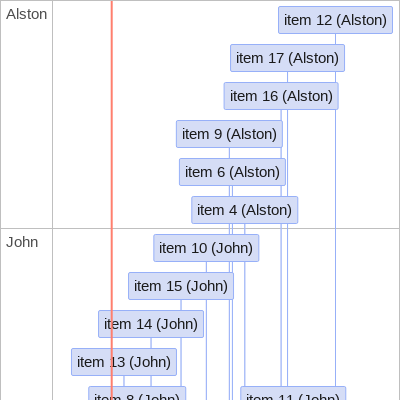 Alston
item 12 (Alston)
item 17 (Alston)
item 16 (Alston)
item 9 (Alston)
item 6 (Alston)
item 4 (Alston)
John
item 10 (John)
item 15 (John)
item 14 (John)
item 13 (John)
item 8 (John)
item 11 (John)